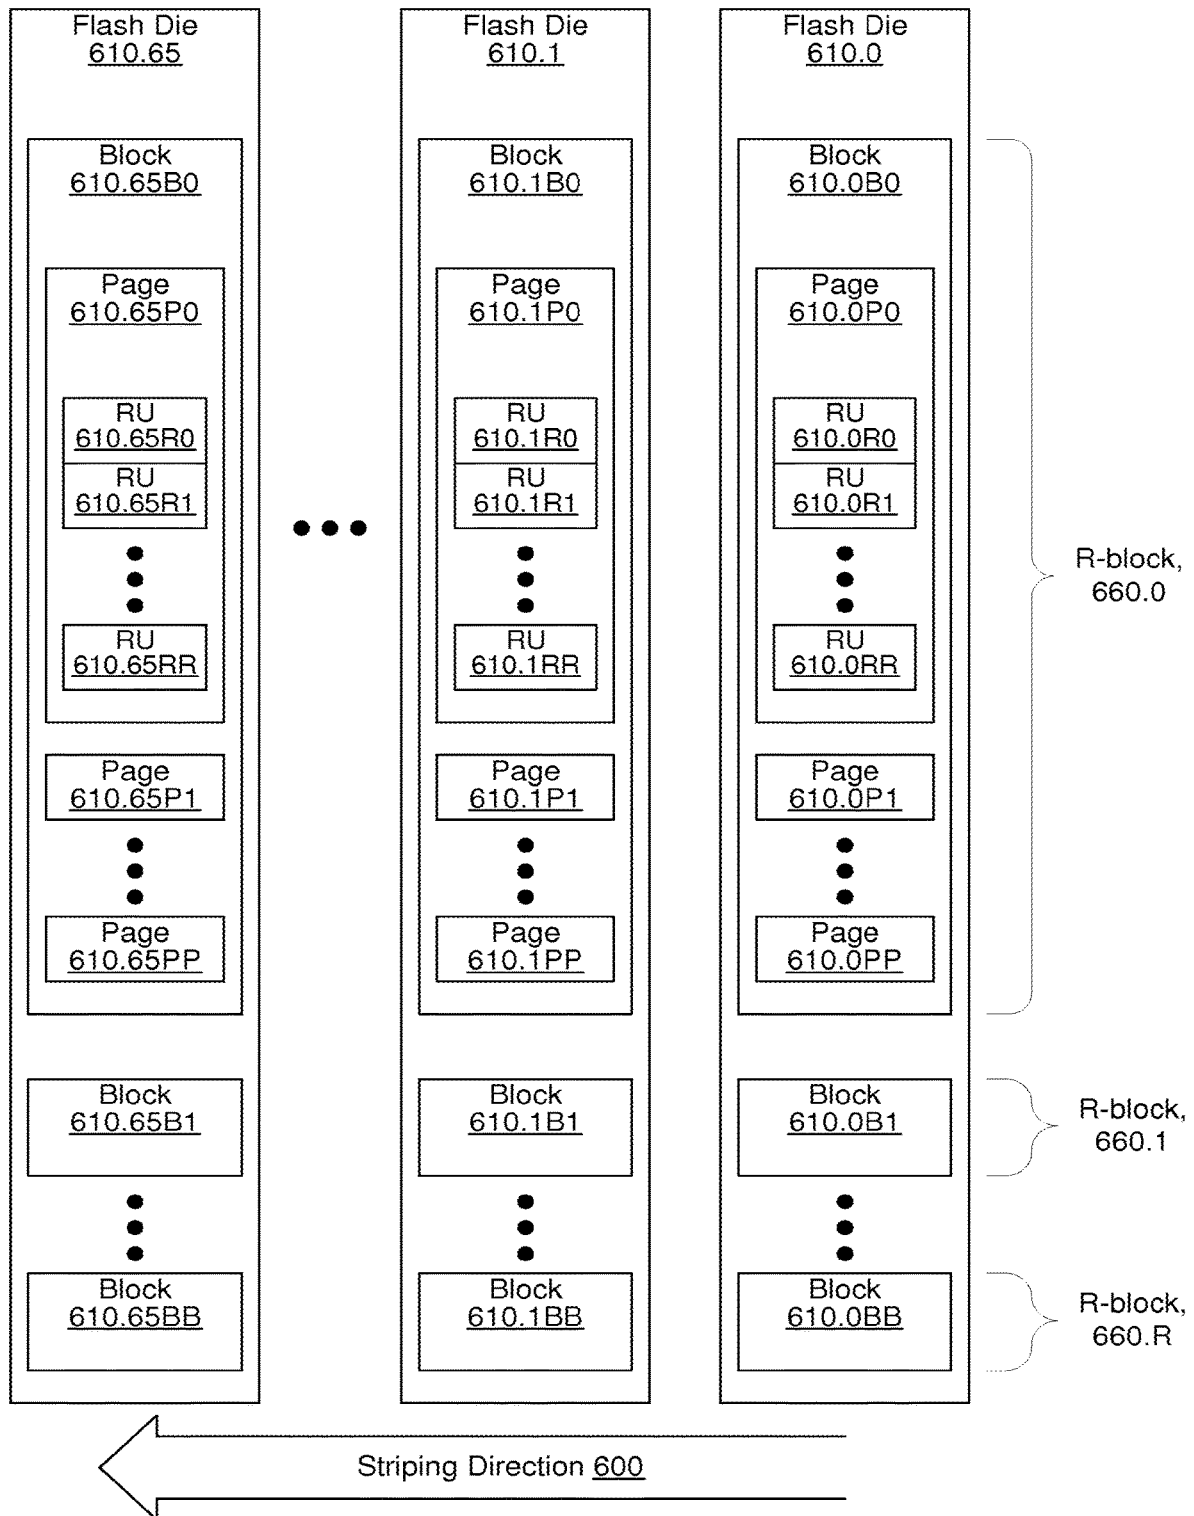 Flash Die
610.65
Flash Die
610.1
Flash Die
610.0
Block
610.65B0
Block
610.1B0
Block
610.0B0
Page
610.65P0
Page
610.1P0
Page
610.0P0
RU
610.65R0
RU
610.1R0
RU
610.0R0
RU
610.65R1
RU
610.1R1
RU
610.0R1
R-block,
660.0
RU
610.65RR
RU
610.1RR
RU
610.0RR
Page
610.65P1
Page
610.1P1
Page
610.0P1
Page
610.65PP
Page
610.1PP
Page
610.0PP
Block
610.65B1
Block
610.1B1
Block
610.0B1
R-block,
660.1
Block
610.65BB
Block
610.1BB
Block
610.0BB
R-block,
660.R
Striping Direction 600